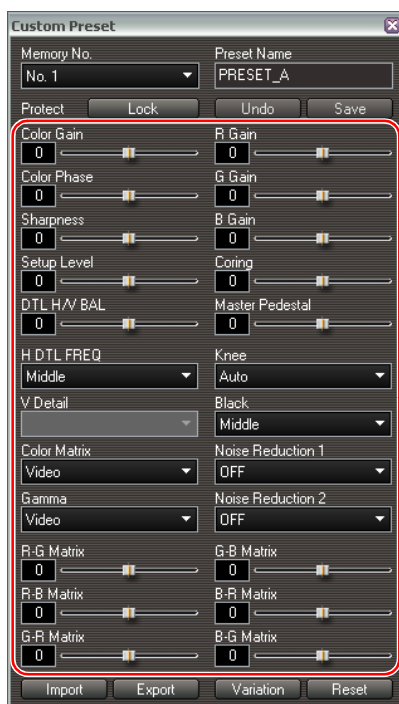 Custom Preset
Memory No. Preset Name
No. 1 PRESET_A
Protect Lock Undo Save
Color Gain R Gain
0 0
Color Phase G Gain
0 0
Sharpness B Gain
0 0
Setup Level Coring
0 0
DTL H/V BAL Master Pedestal
0 0
H DTL FREQ Knee
Middle Auto
V Detail Black
Middle
Color Matrix Noise Reduction 1
Video OFF
Gamma Noise Reduction 2
Video OFF
R-G Matrix G-B Matrix
0 0
R-B Matrix B-R Matrix
0 0
G-R Matrix B-G Matrix
0 0
Import Export Variation Reset